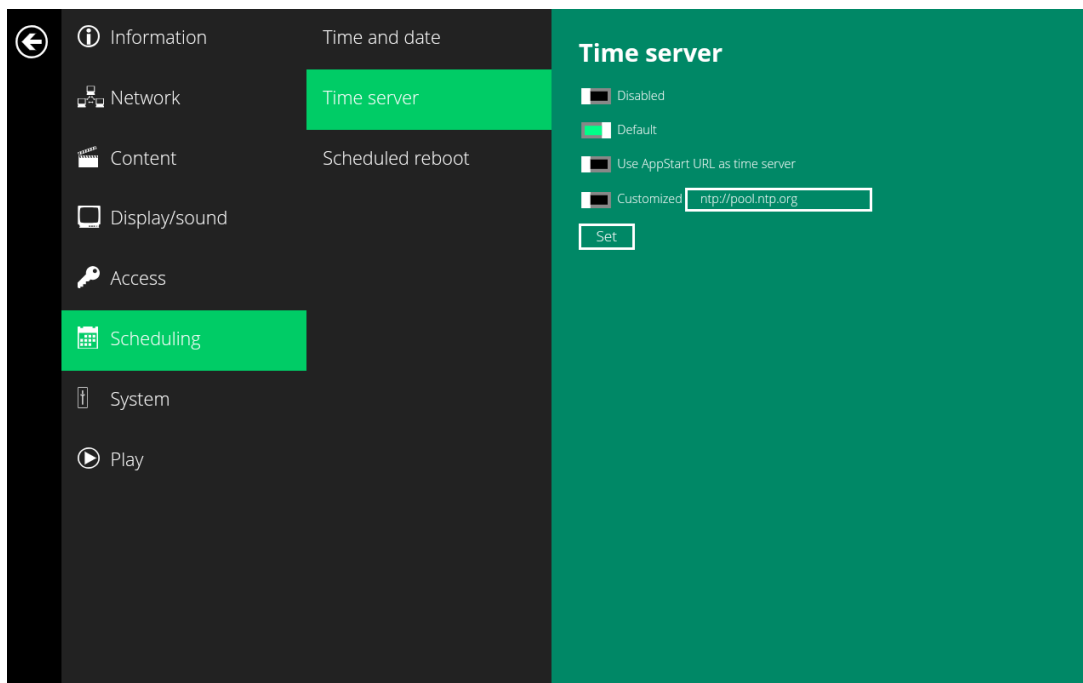 Information
Network
Content
Display/sound
Access
Scheduling
System
Play
Time and date
Time server
Scheduled reboot
Time server
Disabled
Default
Use AppStart URL as time server
Customized ntp://pool.ntp.org
Set